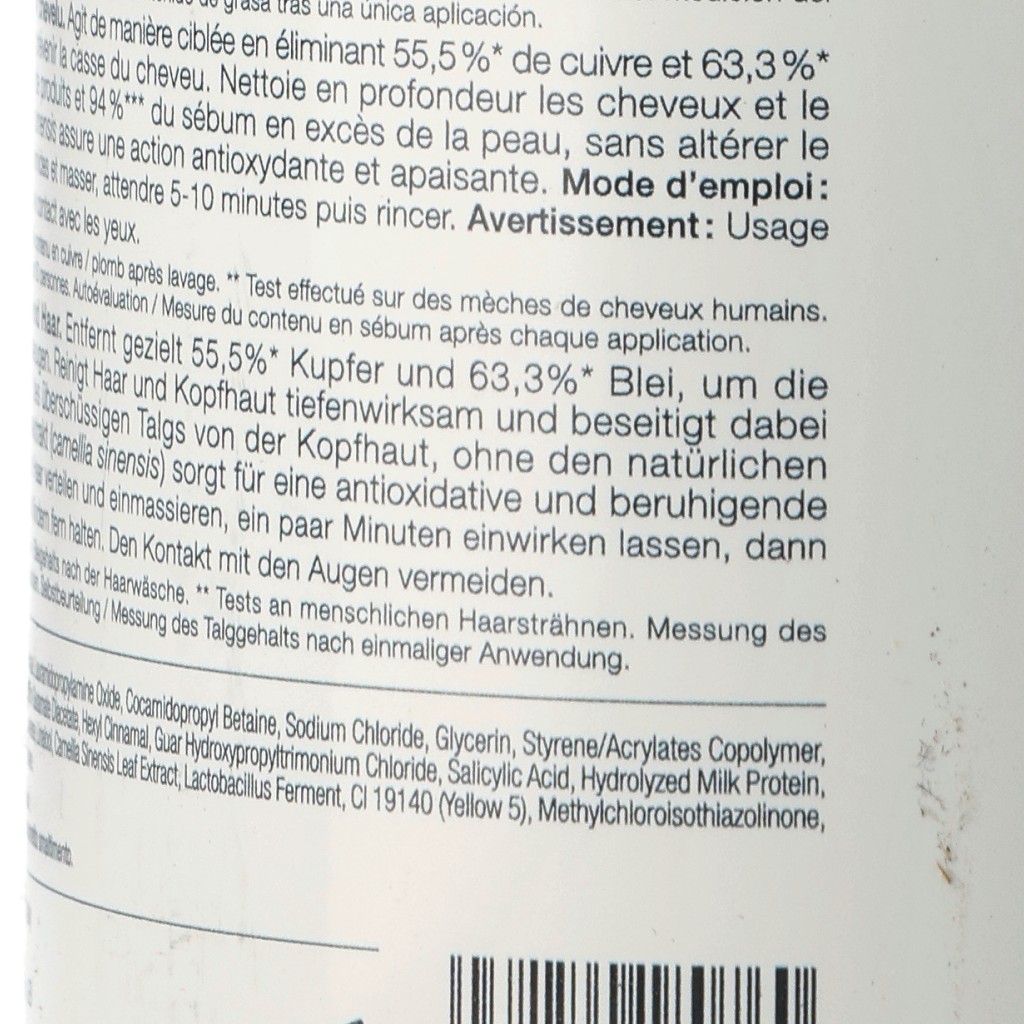 grasa tras una única aplicación.
Agit de manière ciblée en éliminant 55,5%* de cuivre et 63,3%*
la casse du cheveu. Nettoie en profondeur les cheveux et le
produits et 94%*** du sébum en excès de la peau, sans altérer le
assure une action antioxydante et apaisante. Mode d'emploi:
et masser, attendre 5-10 minutes puis rincer. Avertissement: Usage
avec les yeux.
en cuivre / plomb après lavage. ** Test effectué sur des mèches de cheveux humains.
personnes. Autoévaluation / Mesure du contenu en sébum après chaque application.
Haar. Entfernt gezielt 55,5%* Kupfer und 63,3%* Blei, um die
Reinigt Haar und Kopfhaut tiefenwirksam und beseitigt dabei
überschüssigen Talgs von der Kopfhaut, ohne den natürlichen
(camellia sinensis) sorgt für eine antioxidative und beruhigende
verteilen und einmassieren, ein paar Minuten einwirken lassen, dann
fern halten. Den Kontakt mit den Augen vermeiden.
nach der Haarwäsche. ** Tests an menschlichen Haarsträhnen. Messung des
Selbstbeurteilung / Messung des Talggehalts nach einmaliger Anwendung.
Oxide, Cocamidopropyl Betaine, Sodium Chloride, Glycerin, Styrene/Acrylates Copolymer,
Hexyl Cinnamal, Guar Hydroxypropyltrimonium Chloride, Salicylic Acid, Hydrolyzed Milk Protein,
Camellia Sinensis Leaf Extract, Lactobacillus Ferment, CI 19140 (Yellow 5), Methylchloroisothiazolinone,